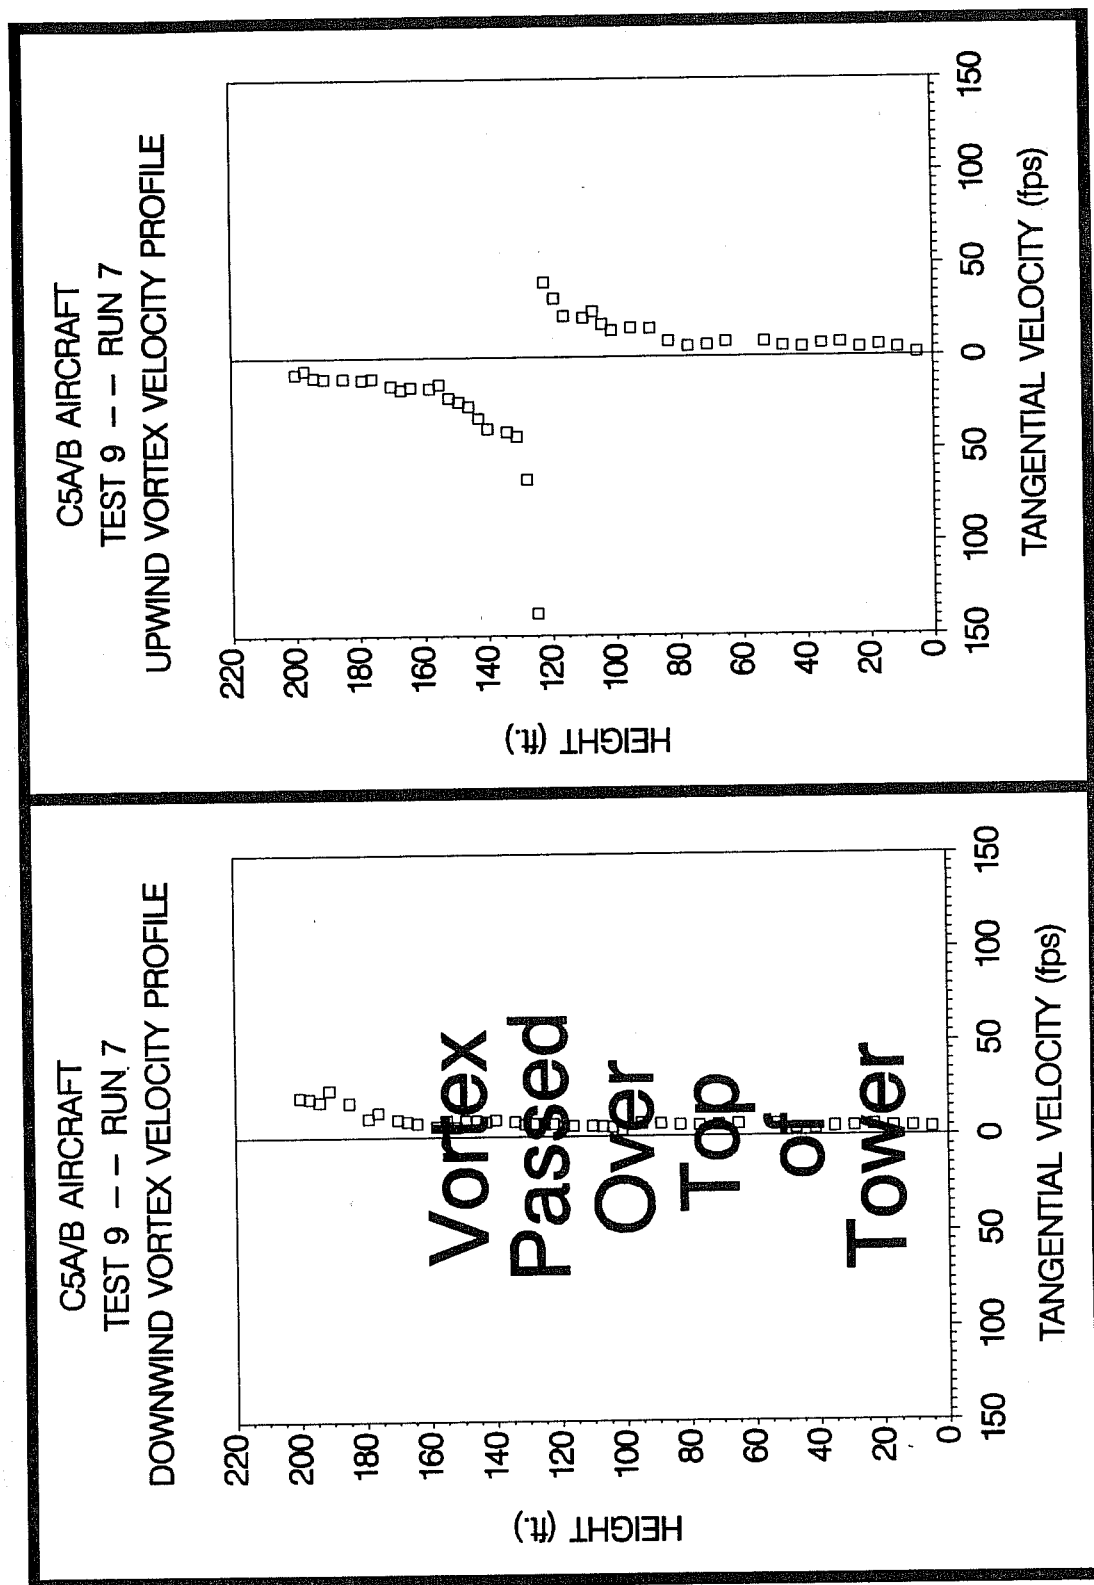 C5A/B AIRCRAFT
TEST 9 -- RUN 7
DOWNWIND VORTEX VELOCITY PROFILE
HEIGHT (ft.)
220
200
180
160
140
120
100
80
60
40
20
0
Vortex
Passed
Over
Top
of
Tower
150
100
50
0
50
100
150
TANGENTIAL VELOCITY (fps)
C5A/B AIRCRAFT
TEST 9 -- RUN 7
UPWIND VORTEX VELOCITY PROFILE
HEIGHT (ft.)
220
200
180
160
140
120
100
80
60
40
20
0
150
100
50
0
50
100
150
TANGENTIAL VELOCITY (fps)